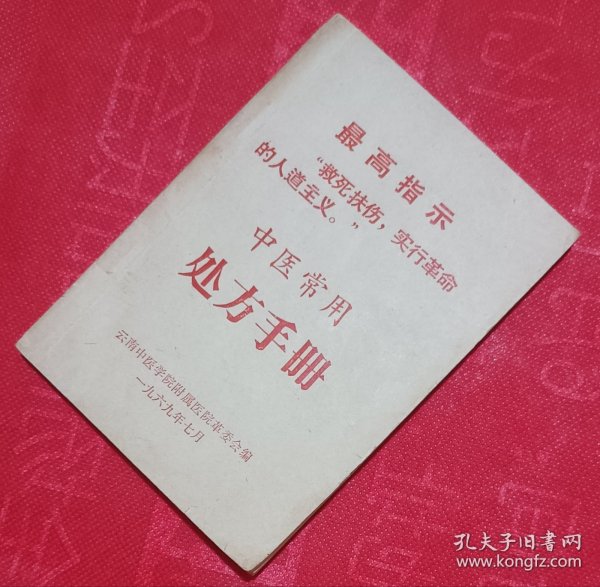 最高指示
“救死扶伤，实行革命
的人道主义。”
中医常用
处方手册
云南中医学院附属医院革委会编
一九六九年七月
孔夫子旧书网
www.kongfz.com